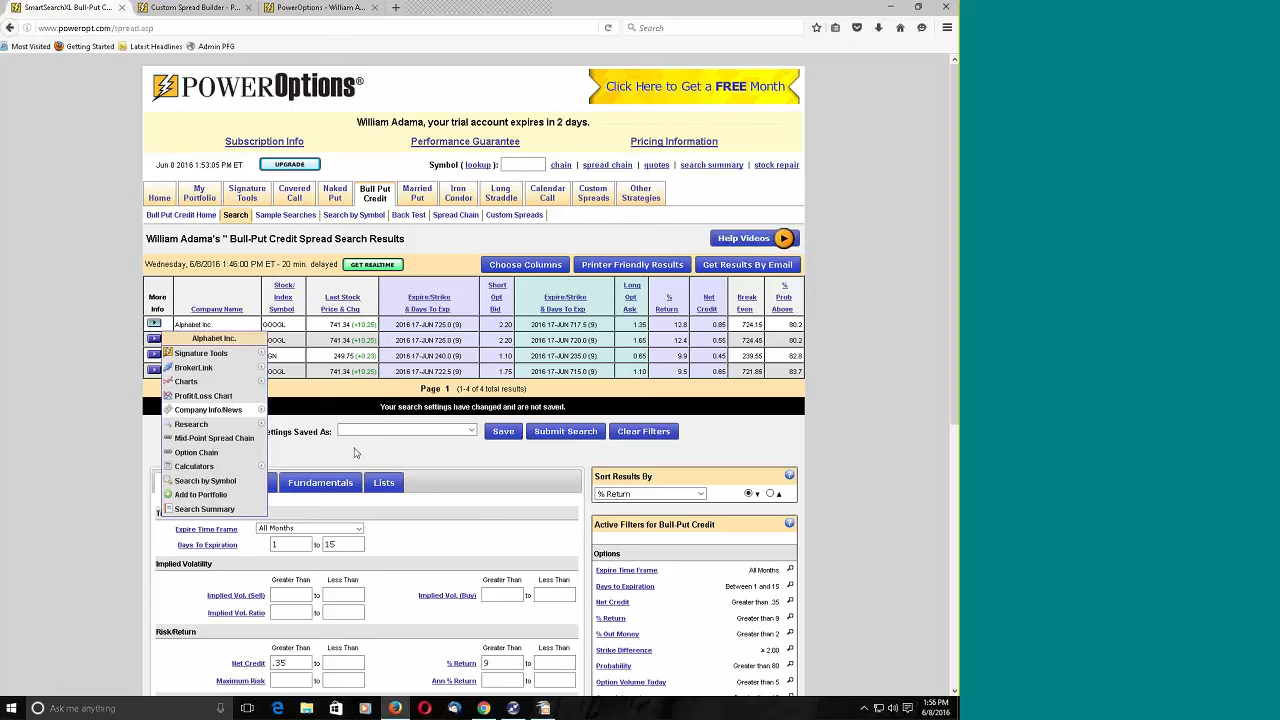 SmartSearchXL Bull-Put C...
Custom Spread Builder - P...
PowerOptions - William A...
www.poweropt.com/spread.asp
Search
Most Visited Getting Started Latest Headlines Admin PFG
POWEROptions®
Click Here to Get a FREE Month
William Adama, your trial account expires in 2 days.
Subscription Info Performance Guarantee Pricing Information
Jun 8 2016 1:53:05 PM ET UPGRADE Symbol ( lookup ): chain | spread chain | quotes | search summary | stock repair
Home My Portfolio Signature Tools Covered Call Naked Put Bull Put Credit Married Put Iron Condor Long Straddle Calendar Call Custom Spreads Other Strategies
Bull Put Credit Home Search Sample Searches Search by Symbol Back Test Spread Chain Custom Spreads
William Adama's '' Bull-Put Credit Spread Search Results Help Videos
Wednesday, 6/8/2016 1:46:00 PM ET - 20 min. delayed GET REALTIME Choose Columns Printer Friendly Results Get Results By Email
More Info Company Name Stock/ Index Symbol Last Stock Price & Chg Expire/Strike & Days To Exp Short Opt Bid Expire/Strike & Days To Exp Long Opt Ask % Return Net Credit Break Even % Prob Above
Alphabet Inc. GOOGL 741.34 (+10.25) 2016 17-JUN 725.0 (9) 2.20 2016 17-JUN 717.5 (9) 1.35 12.8 0.85 724.15 80.2
GOOGL 741.34 (+10.25) 2016 17-JUN 725.0 (9) 2.20 2016 17-JUN 720.0 (9) 1.65 12.4 0.55 724.45 80.2
GN 249.75 (+0.23) 2016 17-JUN 240.0 (9) 1.10 2016 17-JUN 235.0 (9) 0.65 9.9 0.45 239.55 82.8
GOOGL 741.34 (+10.25) 2016 17-JUN 722.5 (9) 1.75 2016 17-JUN 715.0 (9) 1.10 9.5 0.65 721.85 83.7
Alphabet Inc.
Signature Tools
BrokerLink
Charts
Profit/Loss Chart
Company Info/News
Research
Mid-Point Spread Chain
Option Chain
Calculators
Search by Symbol
Add to Portfolio
Search Summary
Page 1 (1-4 of 4 total results)
Your search settings have changed and are not saved.
ettings Saved As: Save Submit Search Clear Filters
Fundamentals Lists
Expire Time Frame All Months
Days To Expiration 1 to 15
Implied Volatility
Greater Than Less Than Greater Than Less Than
Implied Vol. (Sell) to Implied Vol. (Buy) to
Implied Vol. Ratio to
Risk/Return
Greater Than Less Than Greater Than Less Than
Net Credit .35 to % Return 9 to
Maximum Risk to Ann % Return to
Sort Results By
% Return
Active Filters for Bull-Put Credit
Options
Expire Time Frame All Months
Days to Expiration Between 1 and 15
Net Credit Greater than .35
% Return Greater than 9
% Out Money Greater than 2
Strike Difference ≥ 2.00
Probability Greater than 80
Option Volume Today Greater than 5
Ask me anything
1:56 PM
6/8/2016